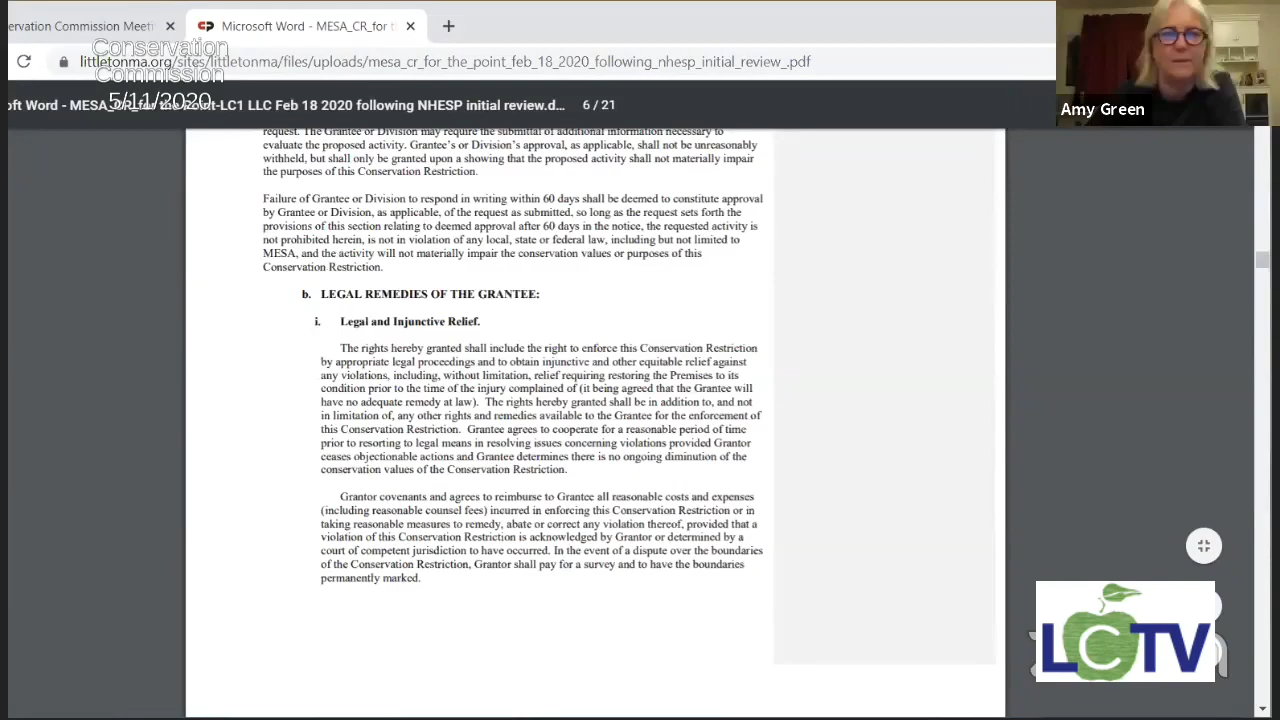 ervation Commission Meeti
Microsoft Word - MESA_CR_for th
Conservation
Commission
5/11/2020
littletonma.org/sites/littletonma/files/uploads/mesa_cr_for_the_point_feb_18_2020_following_nhesp_initial_review_.pdf
oft Word - MESA_CR_for the Point-LC1 LLC Feb 18 2020 following NHESP initial review.d... 6 / 21
Amy Green
request. The Grantee or Division may require the submittal of additional information necessary to
evaluate the proposed activity. Grantee's or Division's approval, as applicable, shall not be unreasonably
withheld, but shall only be granted upon a showing that the proposed activity shall not materially impair
the purposes of this Conservation Restriction.
Failure of Grantee or Division to respond in writing within 60 days shall be deemed to constitute approval
by Grantee or Division, as applicable, of the request as submitted, so long as the request sets forth the
provisions of this section relating to deemed approval after 60 days in the notice, the requested activity is
not prohibited herein, is not in violation of any local, state or federal law, including but not limited to
MESA, and the activity will not materially impair the conservation values or purposes of this
Conservation Restriction.
b. LEGAL REMEDIES OF THE GRANTEE:
i. Legal and Injunctive Relief.
The rights hereby granted shall include the right to enforce this Conservation Restriction
by appropriate legal proceedings and to obtain injunctive and other equitable relief against
any violations, including, without limitation, relief requiring restoring the Premises to its
condition prior to the time of the injury complained of (it being agreed that the Grantee will
have no adequate remedy at law). The rights hereby granted shall be in addition to, and not
in limitation of, any other rights and remedies available to the Grantee for the enforcement of
this Conservation Restriction. Grantee agrees to cooperate for a reasonable period of time
prior to resorting to legal means in resolving issues concerning violations provided Grantor
ceases objectionable actions and Grantee determines there is no ongoing diminution of the
conservation values of the Conservation Restriction.
Grantor covenants and agrees to reimburse to Grantee all reasonable costs and expenses
(including reasonable counsel fees) incurred in enforcing this Conservation Restriction or in
taking reasonable measures to remedy, abate or correct any violation thereof, provided that a
violation of this Conservation Restriction is acknowledged by Grantor or determined by a
court of competent jurisdiction to have occurred. In the event of a dispute over the boundaries
of the Conservation Restriction, Grantor shall pay for a survey and to have the boundaries
permanently marked.
LCTV